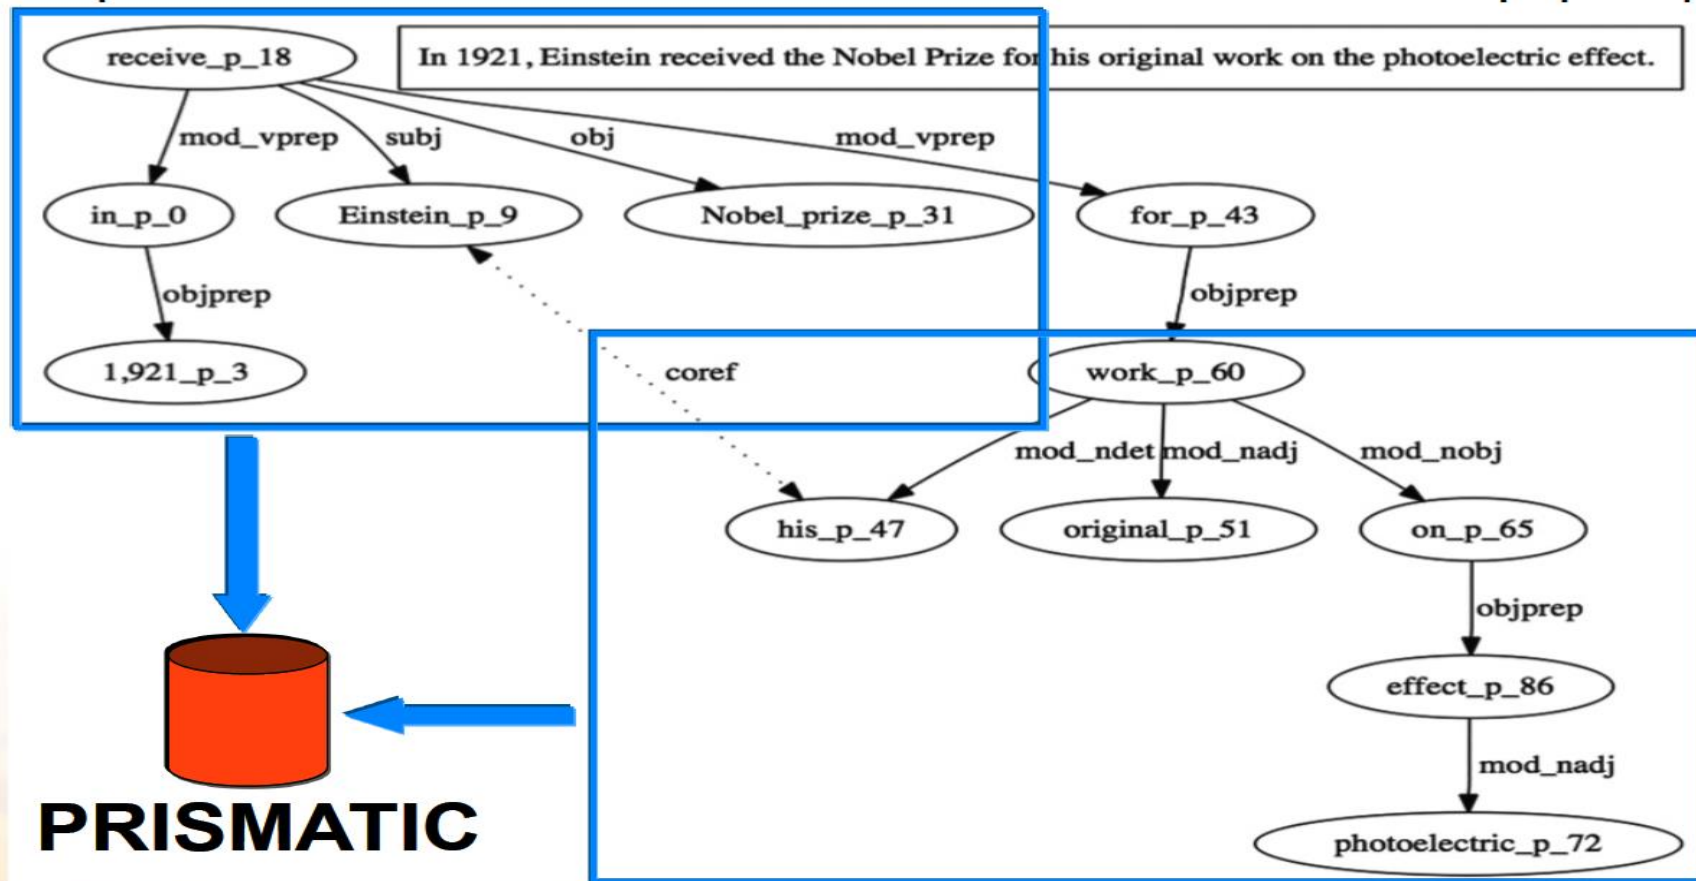 receive_p_18
In 1921, Einstein received the Nobel Prize for his original work on the photoelectric effect.
mod_vprep subj obj mod_vprep
in_p_0 Einstein_p_9 Nobel_prize_p_31 for_p_43
objprep objprep
1,921_p_3 coref work_p_60
mod_ndet mod_nadj mod_nobj
his_p_47 original_p_51 on_p_65
objprep
effect_p_86
mod_nadj
PRISMATIC
photoelectric_p_72